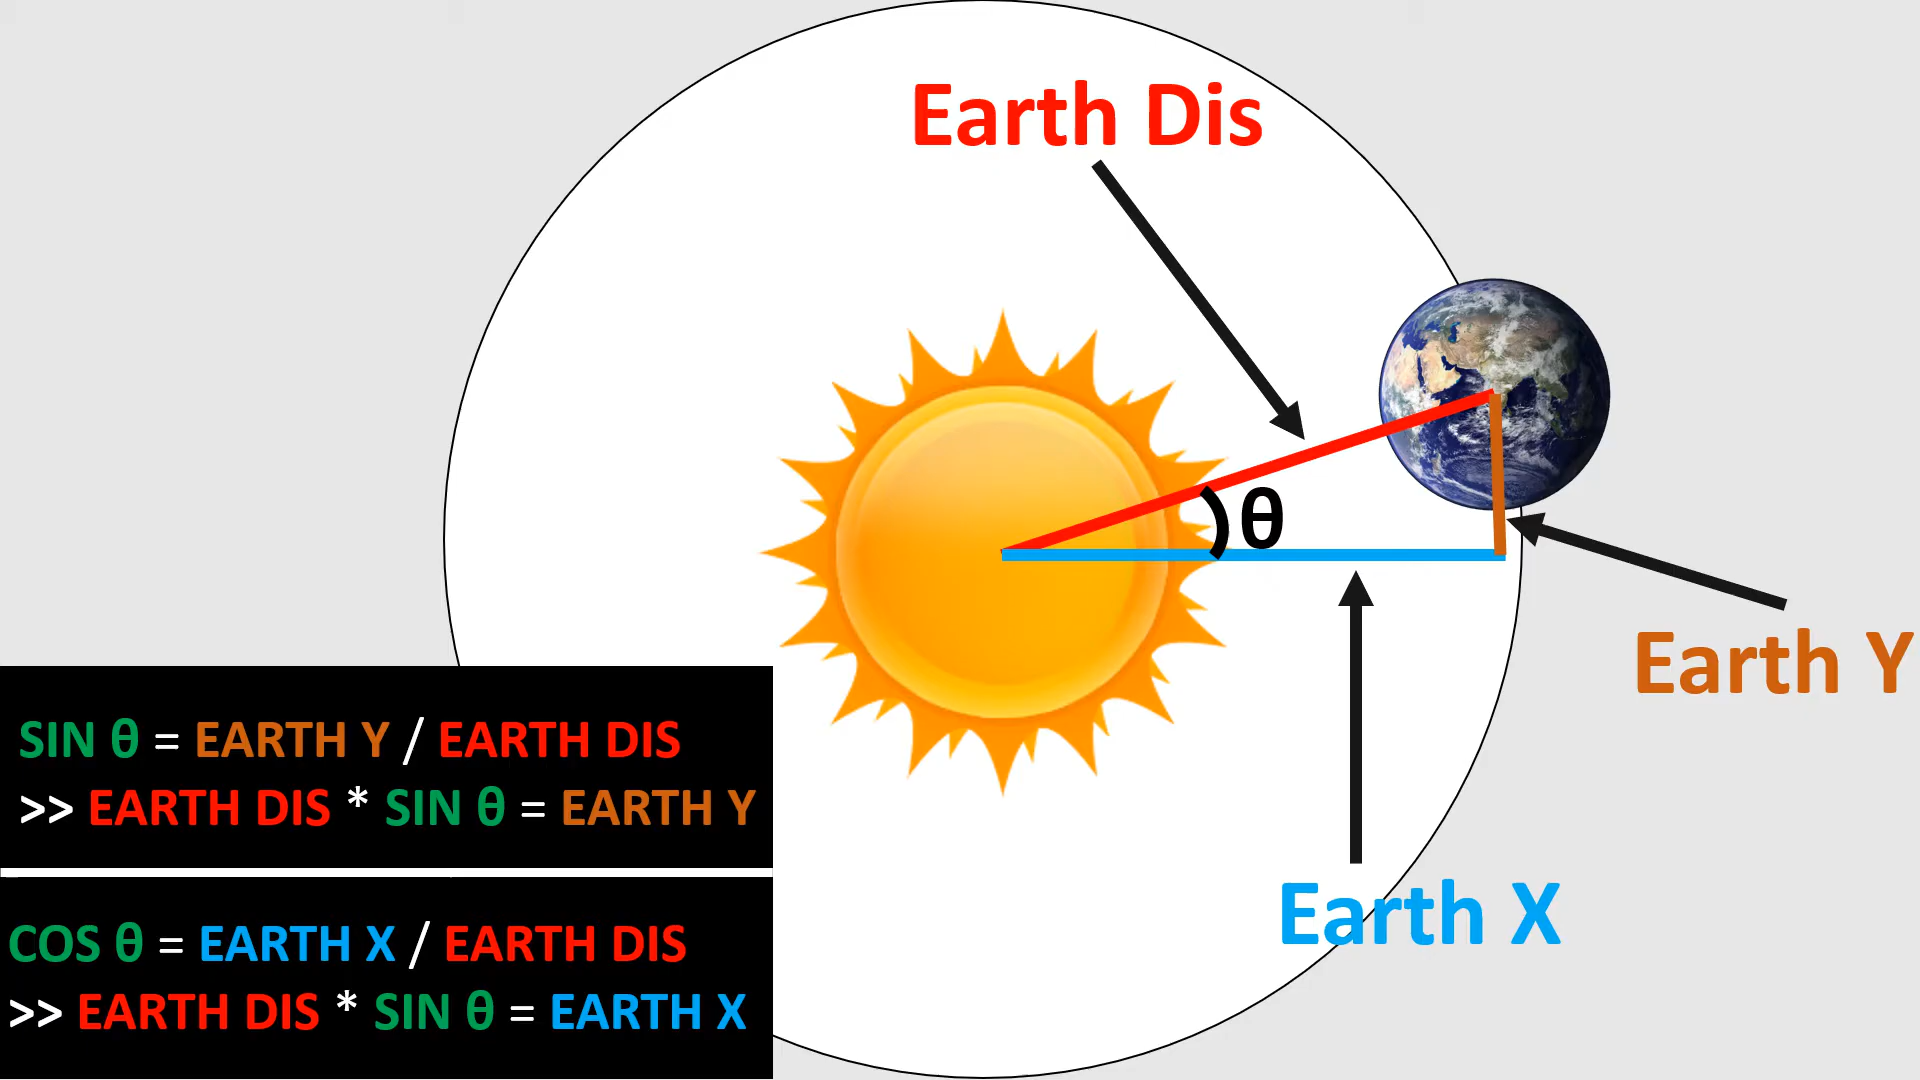 Earth Dis
θ
Earth Y
Earth X
SIN θ = EARTH Y / EARTH DIS
>> EARTH DIS * SIN θ = EARTH Y
COS θ = EARTH X / EARTH DIS
>> EARTH DIS * SIN θ = EARTH X